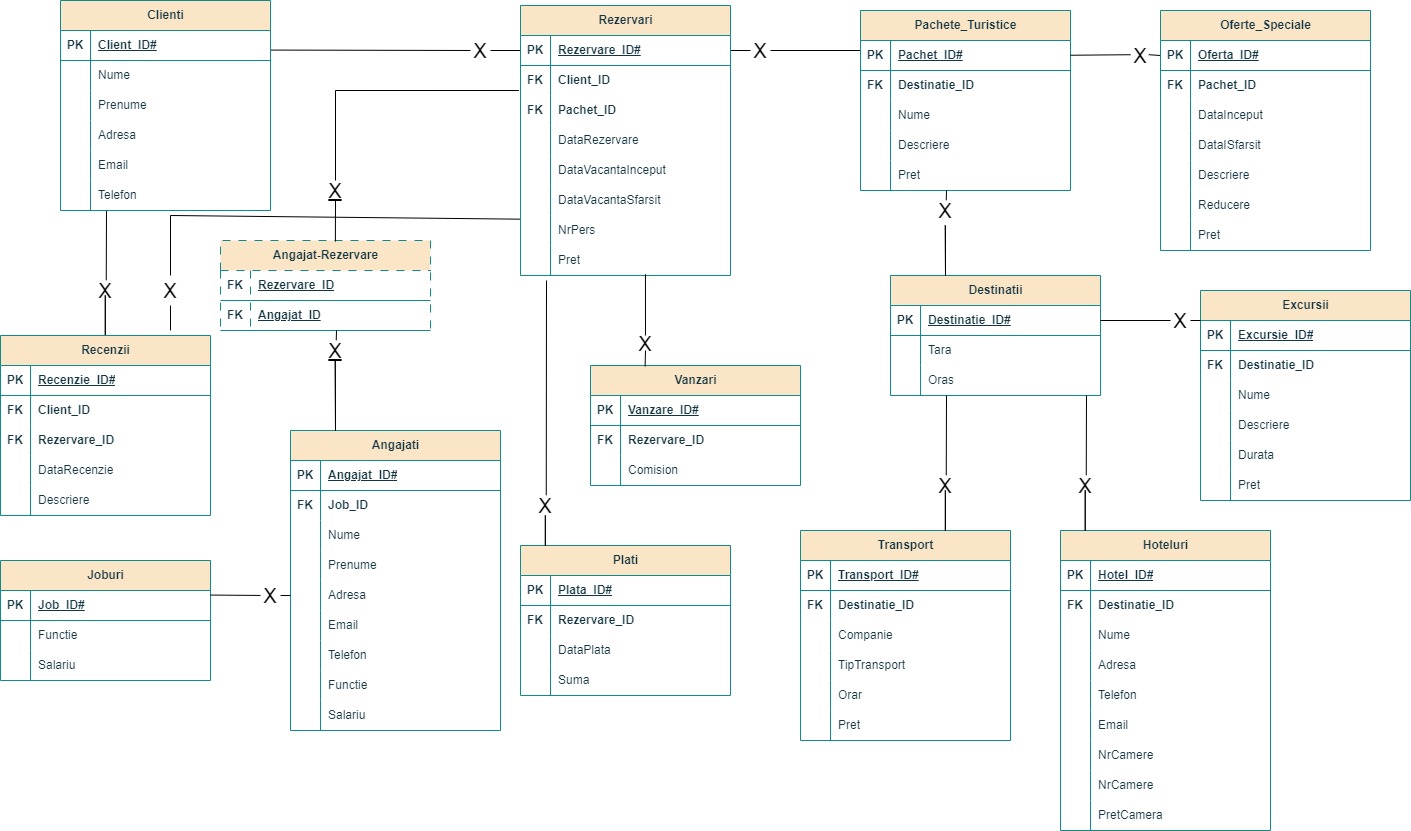 Clienti
PK Client_ID#
Nume
Prenume
Adresa
Email
Telefon
Rezervari
PK Rezervare_ID#
FK Client_ID
FK Pachet_ID
DataRezervare
DataVacantaInceput
DataVacantaSfarsit
NrPers
Pret
Pachete_Turistice
PK Pachet_ID#
FK Destinatie_ID
Nume
Descriere
Pret
Oferte_Speciale
PK Oferta_ID#
FK Pachet_ID
DataInceput
DatalSfarsit
Descriere
Reducere
Pret
X
X
X
X
X
X
X
Angajat-Rezervare
FK Rezervare_ID
FK Angajat_ID
X
Destinatii
PK Destinatie_ID#
Tara
Oras
X
Excursii
PK Excursie_ID#
FK Destinatie_ID
Nume
Descriere
Durata
Pret
Recenzii
PK Recenzie_ID#
FK Client_ID
FK Rezervare_ID
DataRecenzie
Descriere
X
Vanzari
PK Vanzare_ID#
FK Rezervare_ID
Comision
Angajati
PK Angajat_ID#
FK Job_ID
Nume
Prenume
Adresa
Email
Telefon
Functie
Salariu
X
X
X
Joburi
PK Job_ID#
Functie
Salariu
X
Plati
PK Plata_ID#
FK Rezervare_ID
DataPlata
Suma
Transport
PK Transport_ID#
FK Destinatie_ID
Companie
TipTransport
Orar
Pret
Hoteluri
PK Hotel_ID#
FK Destinatie_ID
Nume
Adresa
Telefon
Email
NrCamere
NrCamere
PretCamera